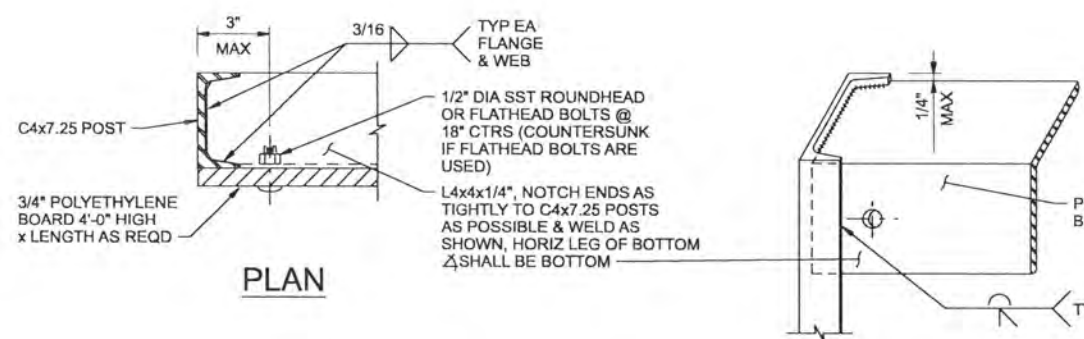 3"
MAX
3/16
TYP EA
FLANGE
& WEB
C4x7.25 POST
1/2" DIA SST ROUNDHEAD
OR FLATHEAD BOLTS @
18" CTRS (COUNTERSUNK
IF FLATHEAD BOLTS ARE
USED)
3/4" POLYETHYLENE
BOARD 4'-0" HIGH
x LENGTH AS REQD
L4x4x1/4", NOTCH ENDS AS
TIGHTLY TO C4x7.25 POSTS
AS POSSIBLE & WELD AS
SHOWN, HORIZ LEG OF BOTTOM
∠ SHALL BE BOTTOM
PLAN
1/4"
MAX
P
B
T